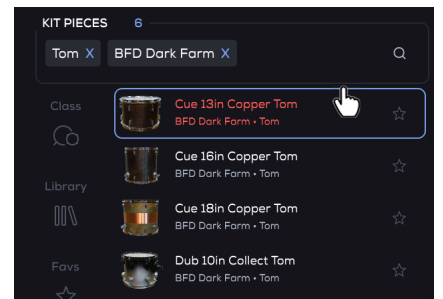 KIT PIECES 6
Tom X BFD Dark Farm X
Class
Cue 13in Copper Tom
BFD Dark Farm • Tom
Cue 16in Copper Tom
BFD Dark Farm • Tom
Library
Cue 18in Copper Tom
BFD Dark Farm • Tom
Favs
Dub 10in Collect Tom
BFD Dark Farm • Tom